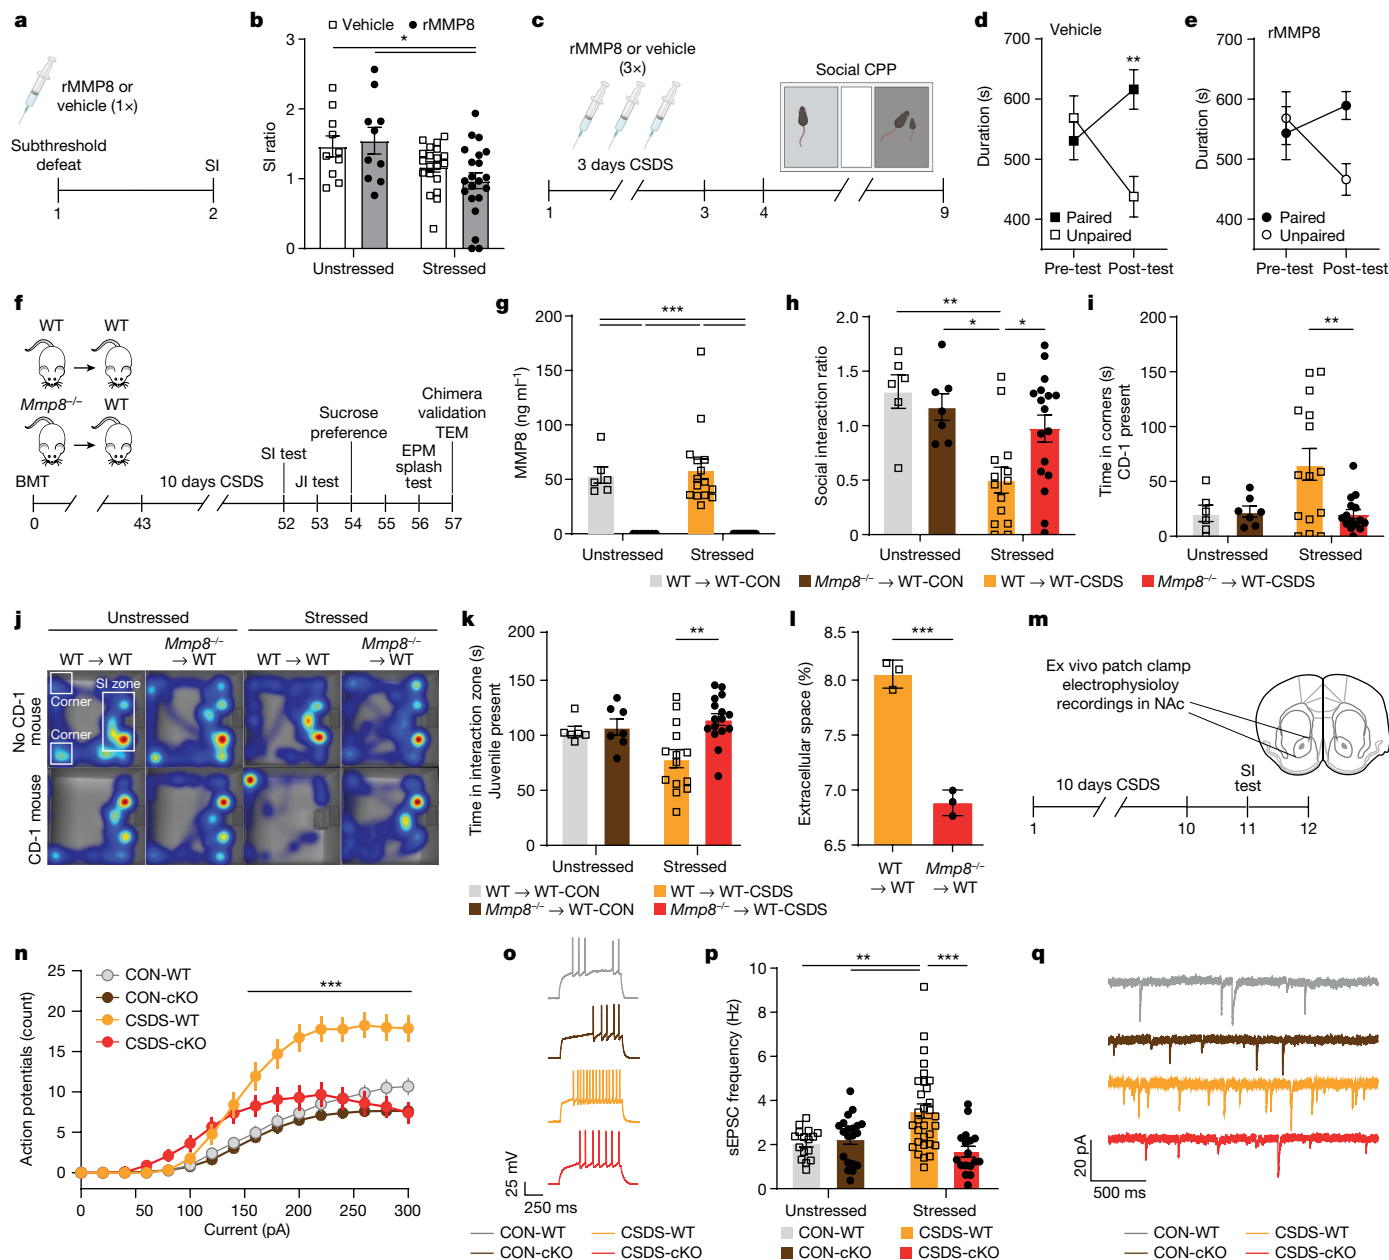 a
rMMP8 or
vehicle (1×)
Subthreshold
defeat
SI
1
2
b
Vehicle
rMMP8
*
SI ratio
3
2
1
0
Unstressed
Stressed
c
rMMP8 or vehicle
(3×)
Social CPP
3 days CSDS
1
3
4
9
d
Vehicle
**
Duration (s)
700
600
500
400
Paired
Unpaired
Pre-test
Post-test
e
rMMP8
Duration (s)
700
600
500
400
Paired
Unpaired
Pre-test
Post-test
f
WT
WT
Mmp8–/–
WT
BMT
10 days CSDS
SI test
JI test
Sucrose
preference
EPM
splash
test
Chimera
validation
TEM
0
43
52
53
54
55
56
57
g
***
MMP8 (ng ml–1)
200
150
100
50
0
Unstressed
Stressed
h
**
*
*
Social interaction ratio
2.0
1.5
1.0
0.5
0
Unstressed
Stressed
i
**
Time in corners (s)
CD-1 present
200
150
100
50
0
Unstressed
Stressed
WT → WT-CON
Mmp8–/– → WT-CON
WT → WT-CSDS
Mmp8–/– → WT-CSDS
j
Unstressed
Stressed
WT → WT
Mmp8–/–
→ WT
WT → WT
Mmp8–/–
→ WT
No CD-1
mouse
CD-1 mouse
SI zone
Corner
Corner
k
**
Time in interaction zone (s)
Juvenile present
200
150
100
50
0
Unstressed
Stressed
WT → WT-CON
WT → WT-CSDS
Mmp8–/– → WT-CON
Mmp8–/– → WT-CSDS
l
***
Extracellular space (%)
8.5
8.0
7.5
7.0
6.5
WT
→ WT
Mmp8–/–
→ WT
m
Ex vivo patch clamp
electrophysioloy
recordings in NAc
10 days CSDS
SI
test
1
10
11
12
n
CON-WT
CON-cKO
CSDS-WT
CSDS-cKO
***
Action potentials (count)
25
20
15
10
5
0
0
50
100
150
200
250
300
Current (pA)
o
25 mV
250 ms
CON-WT
CSDS-WT
CON-cKO
CSDS-cKO
p
**
***
sEPSC frequency (Hz)
10
8
6
4
2
0
Unstressed
Stressed
CON-WT
CSDS-WT
CON-cKO
CSDS-cKO
q
20 pA
500 ms
CON-WT
CSDS-WT
CON-cKO
CSDS-cKO